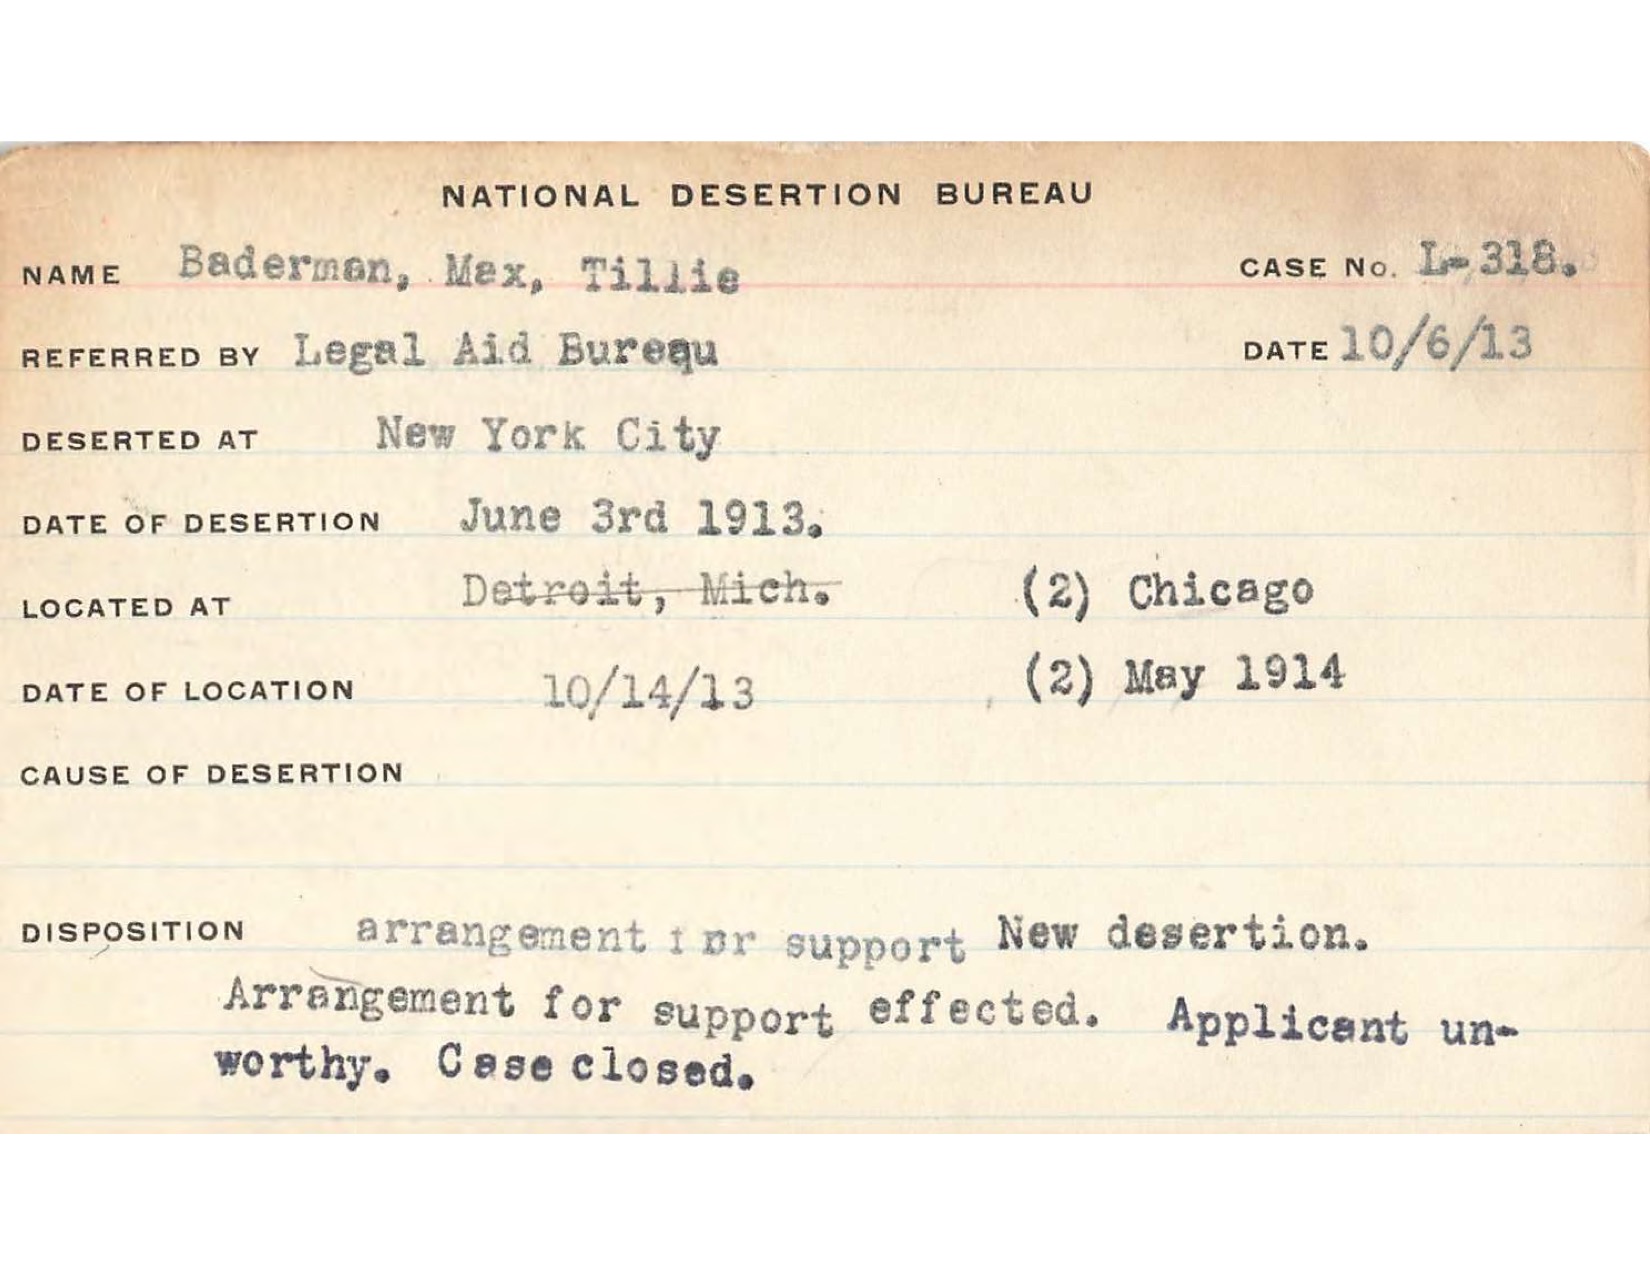 NATIONAL DESERTION BUREAU
NAME Baderman, Max, Tillie CASE No. L-318.
REFERRED BY Legal Aid Bureau DATE 10/6/13
DESERTED AT New York City
DATE OF DESERTION June 3rd 1913.
LOCATED AT Detroit, Mich. (2) Chicago
DATE OF LOCATION 10/14/13 (2) May 1914
CAUSE OF DESERTION
DISPOSITION arrangement for support New desertion.
Arrangement for support effected. Applicant un-
worthy. Case closed.